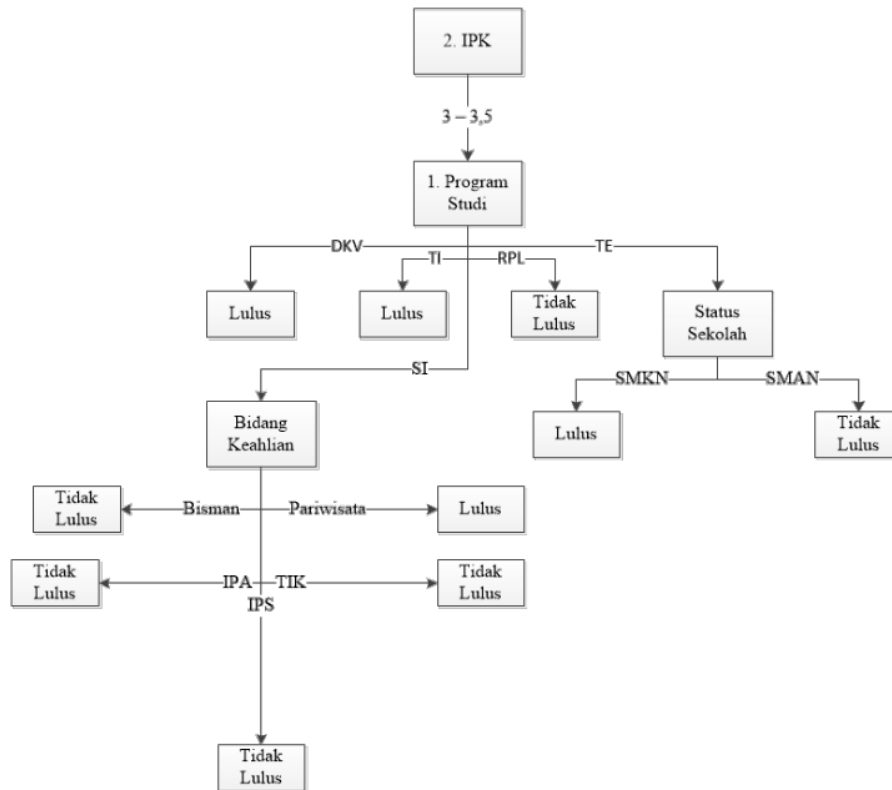 2. IPK
3 – 3,5
1. Program
Studi
DKV
TE
TI
RPL
Lulus
Lulus
Tidak
Lulus
Status
Sekolah
SI
SMKN
SMAN
Bidang
Keahlian
Lulus
Tidak
Lulus
Tidak
Lulus
Bisman
Pariwisata
Lulus
Tidak
Lulus
IPA
TIK
Tidak
Lulus
IPS
Tidak
Lulus